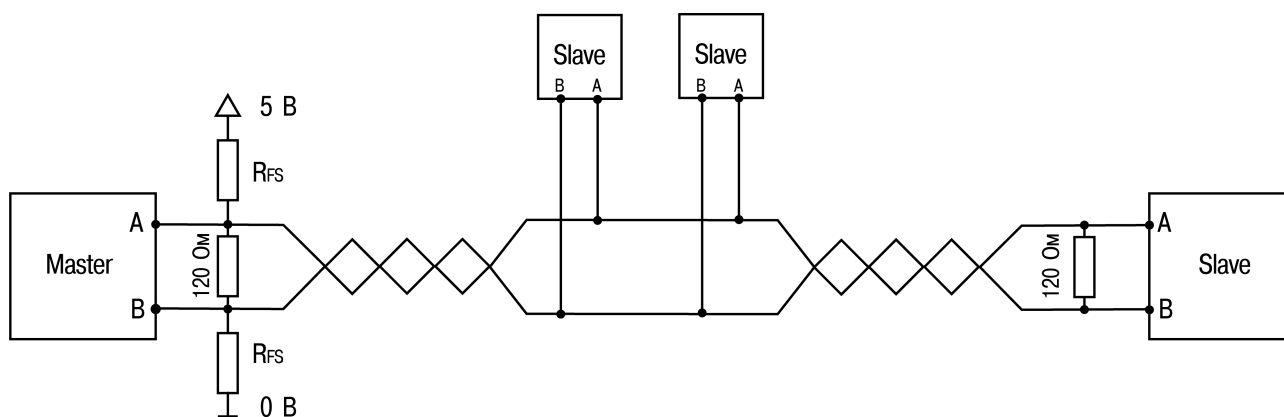 Slave
B A
Slave
B A
5 В
RFS
A
Master
120 Ом
B
RFS
0 В
A
120 Ом
Slave
B